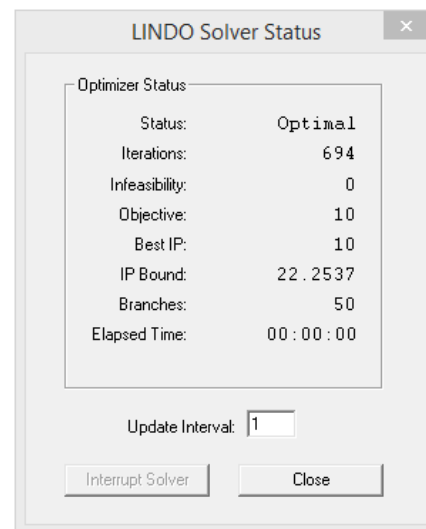 LINDO Solver Status
×
Optimizer Status
Status: Optimal
Iterations: 694
Infeasibility: 0
Objective: 10
Best IP: 10
IP Bound: 22.2537
Branches: 50
Elapsed Time: 00:00:00
Update Interval: 1
Interrupt Solver Close